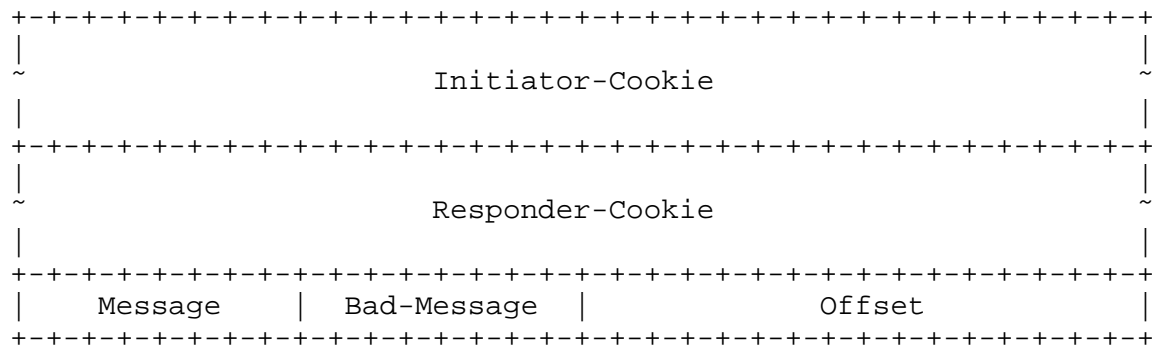 +-+-+-+-+-+-+-+-+-+-+-+-+-+-+-+-+-+-+-+-+-+-+-+-+-+-+-+-+-+-+-+-+
|                                                               |
~                        Initiator-Cookie                       ~
|                                                               |
+-+-+-+-+-+-+-+-+-+-+-+-+-+-+-+-+-+-+-+-+-+-+-+-+-+-+-+-+-+-+-+-+
|                                                               |
~                        Responder-Cookie                       ~
|                                                               |
+-+-+-+-+-+-+-+-+-+-+-+-+-+-+-+-+-+-+-+-+-+-+-+-+-+-+-+-+-+-+-+-+
|    Message    |  Bad-Message  |             Offset            |
+-+-+-+-+-+-+-+-+-+-+-+-+-+-+-+-+-+-+-+-+-+-+-+-+-+-+-+-+-+-+-+-+